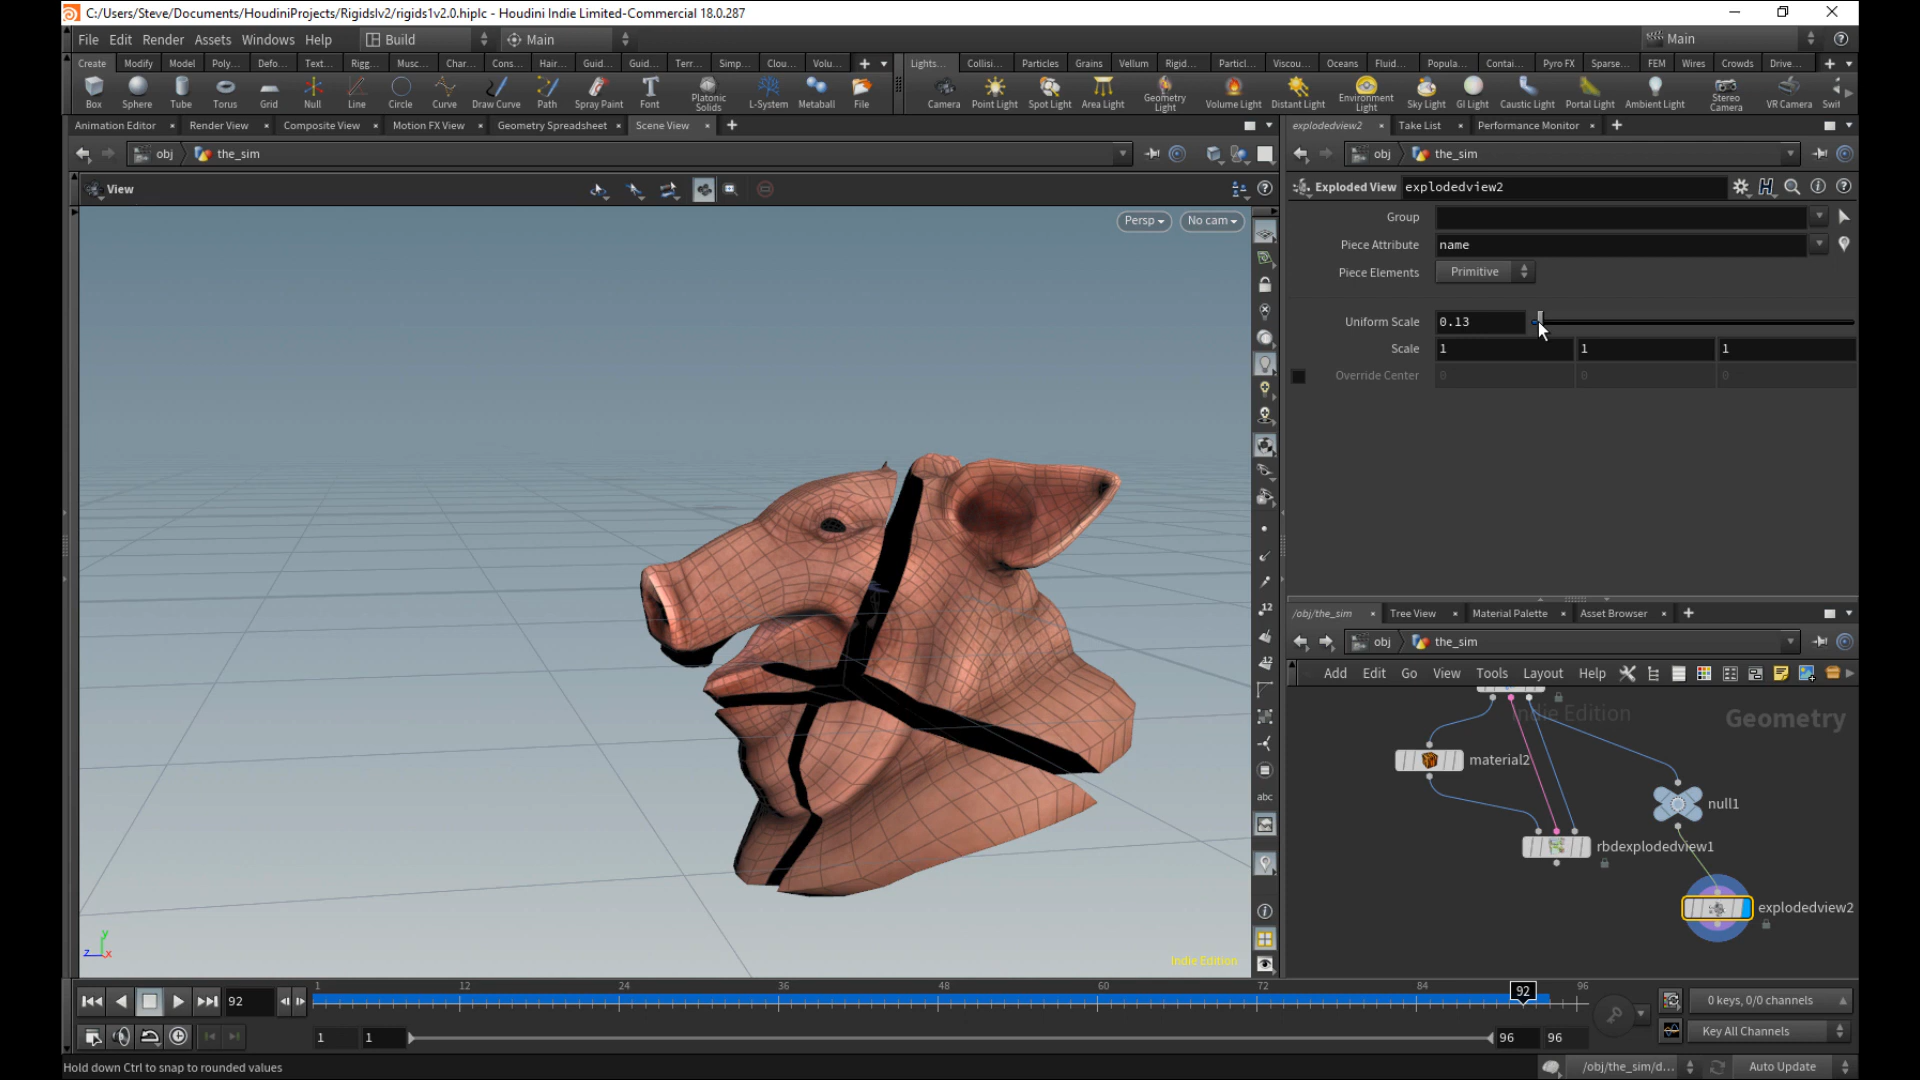 C:/Users/Steve/Documents/HoudiniProjects/RigidsIv2/rigids1v2.0.hiplc - Houdini Indie Limited-Commercial 18.0.287
File Edit Render Assets Windows Help Build Main Main
Create Modify Model Poly... Defo... Text... Rigg... Musc... Char... Cons... Hair... Guid... Guid... Terr... Simp... Clou... Volu... Lights... Collisi... Particles Grains Vellum Rigid... Particl... Viscou... Oceans Fluid... Popula... Contai... Pyro FX Sparse... FEM Wires Crowds Drive...
Box Sphere Tube Torus Grid Null Line Circle Curve Draw Curve Path Spray Paint Font Platonic Solids L-System Metaball File Camera Point Light Spot Light Area Light Geometry Light Volume Light Distant Light Environment Light Sky Light GI Light Caustic Light Portal Light Ambient Light Stereo Camera VR Camera Swit
Animation Editor Render View Composite View Motion FX View Geometry Spreadsheet Scene View explodedview2 Take List Performance Monitor
obj the_sim obj the_sim
View Exploded View explodedview2
Persp No cam
Group
Piece Attribute name
Piece Elements Primitive
Uniform Scale 0.13
Scale 1 1 1
Override Center 0 0 0
12
12
abc
/obj/the_sim Tree View Material Palette Asset Browser
obj the_sim
Add Edit Go View Tools Layout Help
Indie Edition Geometry
material2
null1
rbdexplodedview1
explodedview2
y
z x
Indie Edition
92 1 12 24 36 48 60 72 84 92 96 0 keys, 0/0 channels
1 1 96 96 Key All Channels
Hold down Ctrl to snap to rounded values /obj/the_sim/d... Auto Update